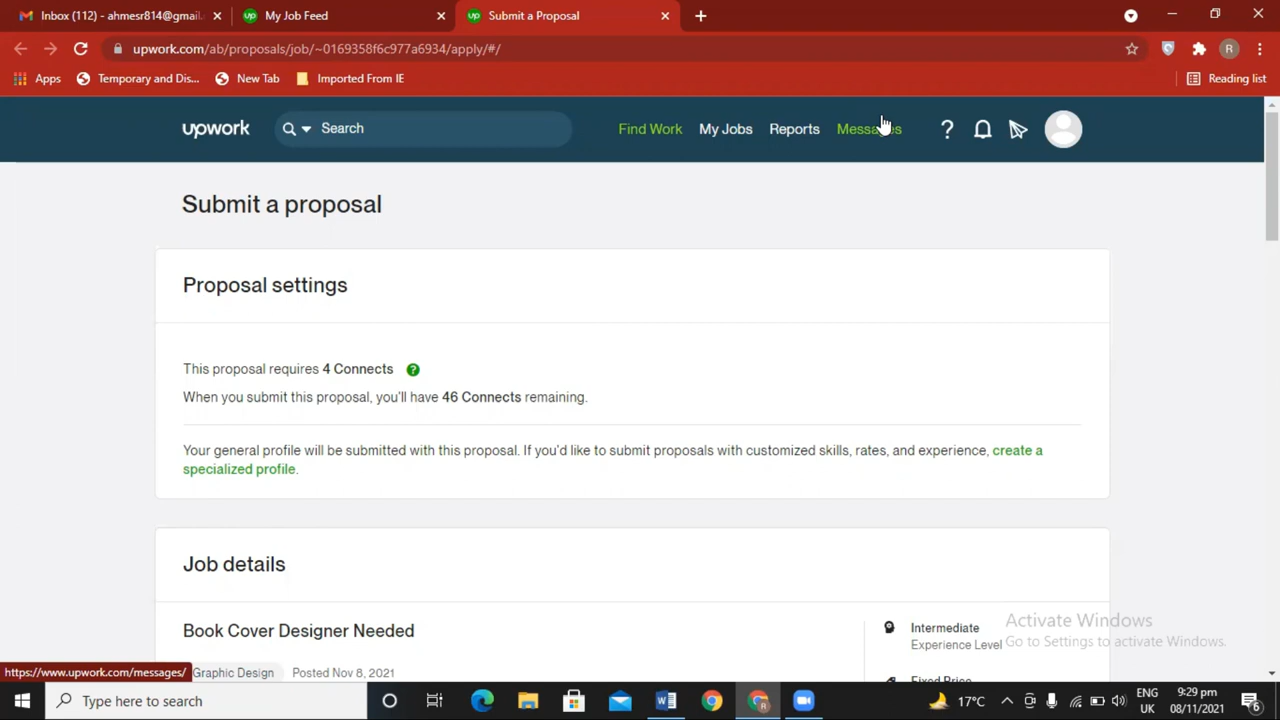 Inbox (112) - ahmesr814@gmail.
My Job Feed
Submit a Proposal
upwork.com/ab/proposals/job/~0169358f6c977a6934/apply/#/
R
Apps
Temporary and Dis...
New Tab
Imported From IE
Reading list
upwork
Search
Find Work
My Jobs
Reports
Messages
Submit a proposal
Proposal settings
This proposal requires 4 Connects
When you submit this proposal, you'll have 46 Connects remaining.
Your general profile will be submitted with this proposal. If you'd like to submit proposals with customized skills, rates, and experience, create a
specialized profile.
Job details
Book Cover Designer Needed
Intermediate
Experience Level
Activate Windows
Go to Settings to activate Windows.
https://www.upwork.com/messages/
Graphic Design
Posted Nov 8, 2021
Fixed Price
Type here to search
17°C
ENG
UK
9:29 pm
08/11/2021
6